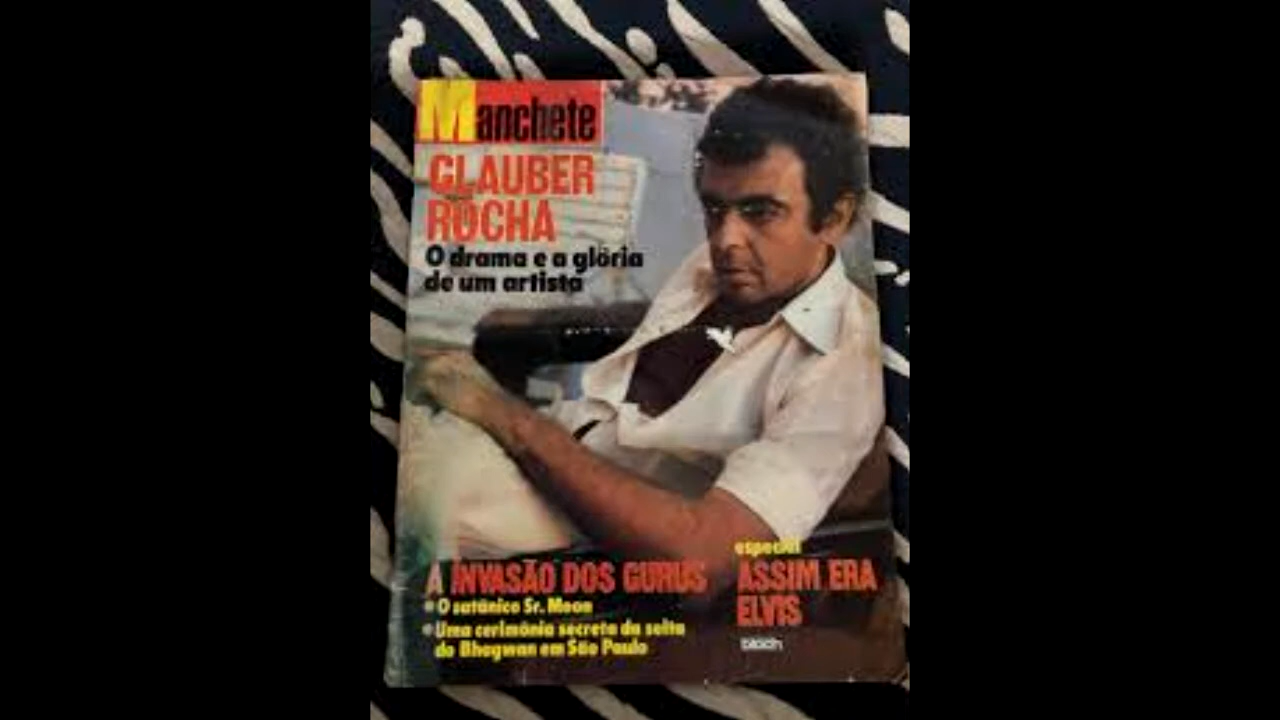 Manchete
GLAUBER
ROCHA
O drama e a glória
de um artista
A INVASÃO DOS GURUS
• O satânico Sr. Moon
• Uma cerimônia secreta da seita
do Bhagwan em São Paulo
especial
ASSIM ERA
ELVIS
bloch